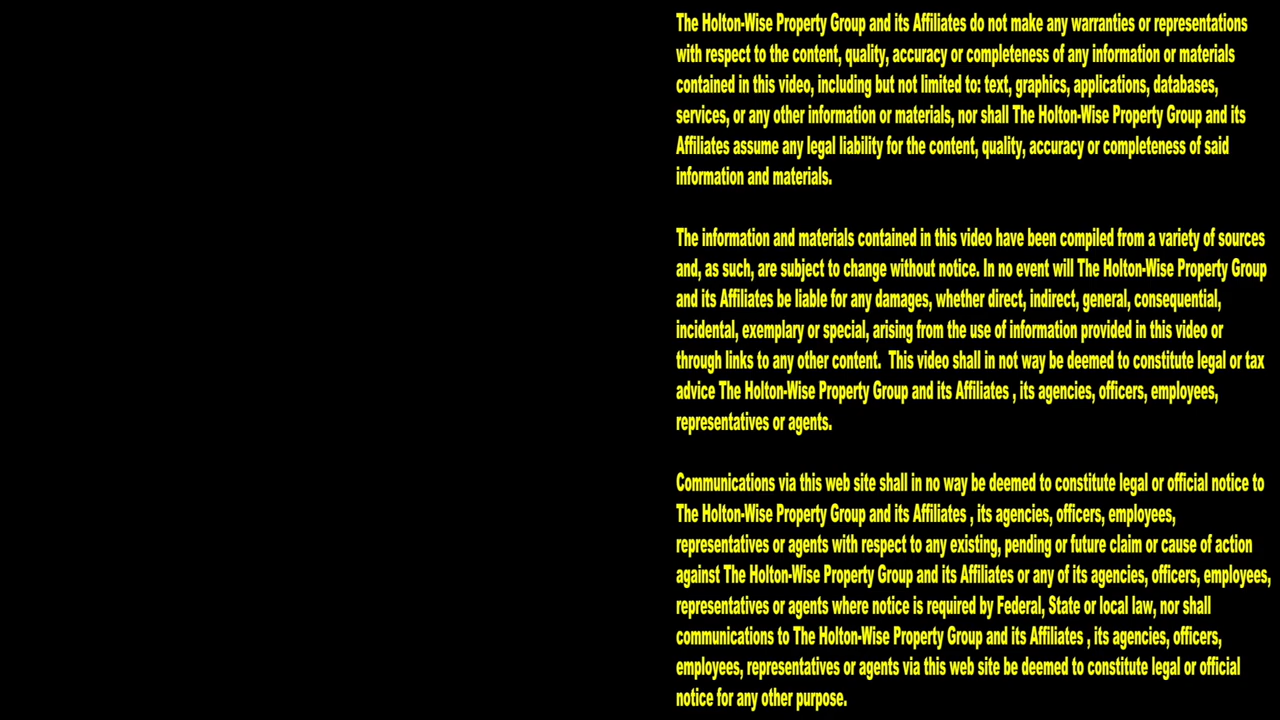 The Holton-Wise Property Group and its Affiliates do not make any warranties or representations
with respect to the content, quality, accuracy or completeness of any information or materials
contained in this video, including but not limited to: text, graphics, applications, databases,
services, or any other information or materials, nor shall The Holton-Wise Property Group and its
Affiliates assume any legal liability for the content, quality, accuracy or completeness of said
information and materials.
The information and materials contained in this video have been compiled from a variety of sources
and, as such, are subject to change without notice. In no event will The Holton-Wise Property Group
and its Affiliates be liable for any damages, whether direct, indirect, general, consequential,
incidental, exemplary or special, arising from the use of information provided in this video or
through links to any other content.  This video shall in not way be deemed to constitute legal or tax
advice The Holton-Wise Property Group and its Affiliates , its agencies, officers, employees,
representatives or agents.
Communications via this web site shall in no way be deemed to constitute legal or official notice to
The Holton-Wise Property Group and its Affiliates , its agencies, officers, employees,
representatives or agents with respect to any existing, pending or future claim or cause of action
against The Holton-Wise Property Group and its Affiliates or any of its agencies, officers, employees,
representatives or agents where notice is required by Federal, State or local law, nor shall
communications to The Holton-Wise Property Group and its Affiliates , its agencies, officers,
employees, representatives or agents via this web site be deemed to constitute legal or official
notice for any other purpose.